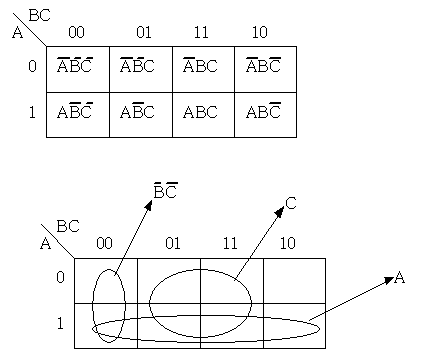 BC
A 00 01 11 10
0 A̅B̅C̅ A̅B̅C A̅BC A̅BC̅
1 AB̅C̅ AB̅C ABC ABC̅
B̅C̅ C
BC
A 00 01 11 10
0
A
1